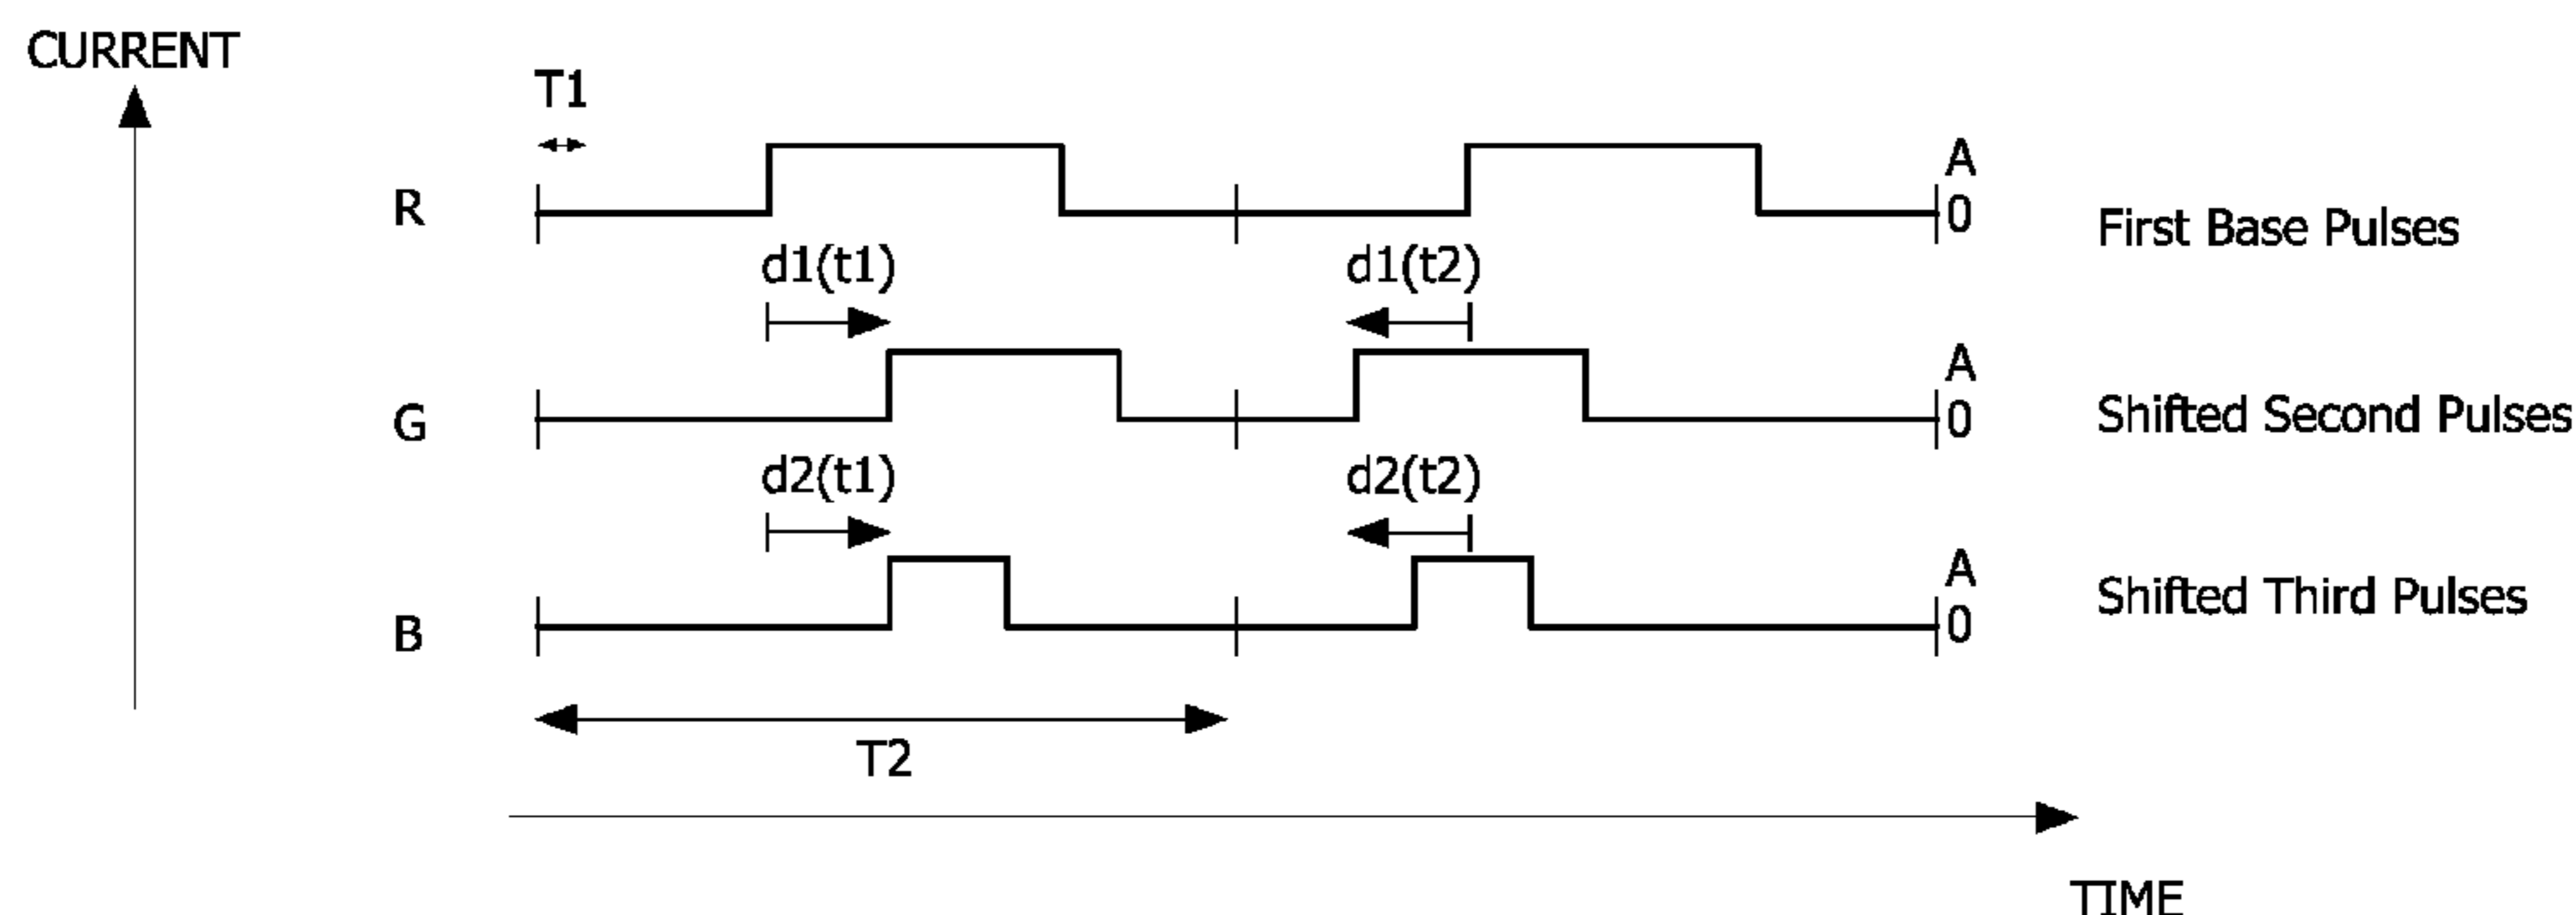 CURRENT
T1
R
A
0
First Base Pulses
d1(t1)
d1(t2)
G
A
0
Shifted Second Pulses
d2(t1)
d2(t2)
B
A
0
Shifted Third Pulses
T2
TIME